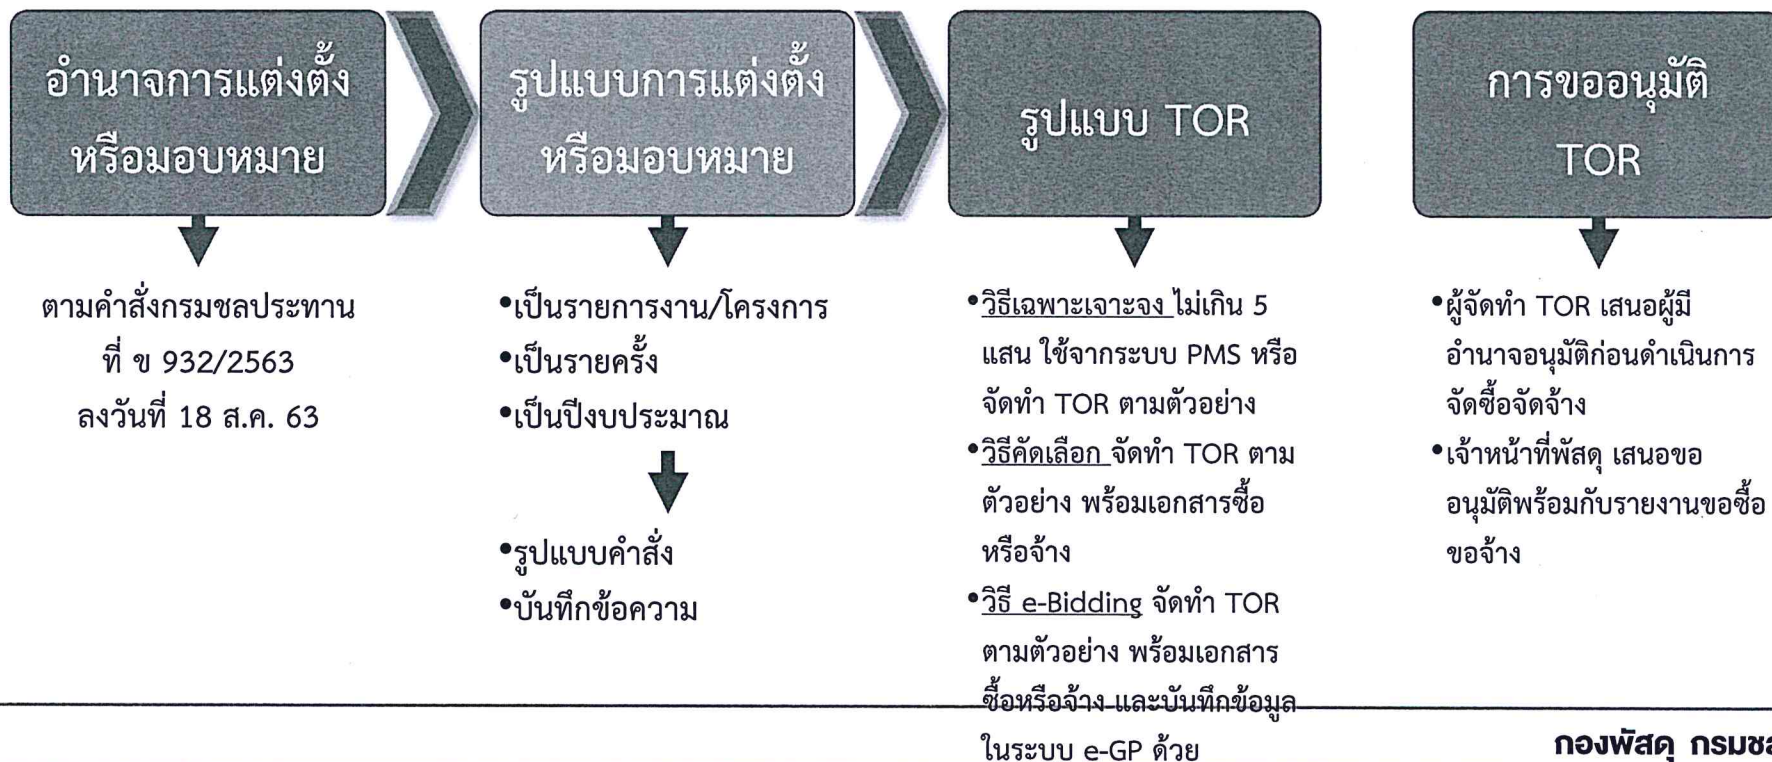 อำนาจการแต่งตั้ง
หรือมอบหมาย
รูปแบบการแต่งตั้ง
หรือมอบหมาย
รูปแบบ TOR
การขออนุมัติ
TOR
ตามคำสั่งกรมชลประทาน
ที่ ข 932/2563
ลงวันที่ 18 ส.ค. 63
•เป็นรายการงาน/โครงการ
•เป็นรายครั้ง
•เป็นปีงบประมาณ
•รูปแบบคำสั่ง
•บันทึกข้อความ
•วิธีเฉพาะเจาะจง ไม่เกิน 5
แสน ใช้จากระบบ PMS หรือ
จัดทำ TOR ตามตัวอย่าง
•วิธีคัดเลือก จัดทำ TOR ตาม
ตัวอย่าง พร้อมเอกสารซื้อ
หรือจ้าง
•วิธี e-Bidding จัดทำ TOR
ตามตัวอย่าง พร้อมเอกสาร
ซื้อหรือจ้าง และบันทึกข้อมูล
ในระบบ e-GP ด้วย
•ผู้จัดทำ TOR เสนอผู้มี
อำนาจอนุมัติก่อนดำเนินการ
จัดซื้อจัดจ้าง
•เจ้าหน้าที่พัสดุ เสนอขอ
อนุมัติพร้อมกับรายงานขอซื้อ
ขอจ้าง
กองพัสดุ กรมชล